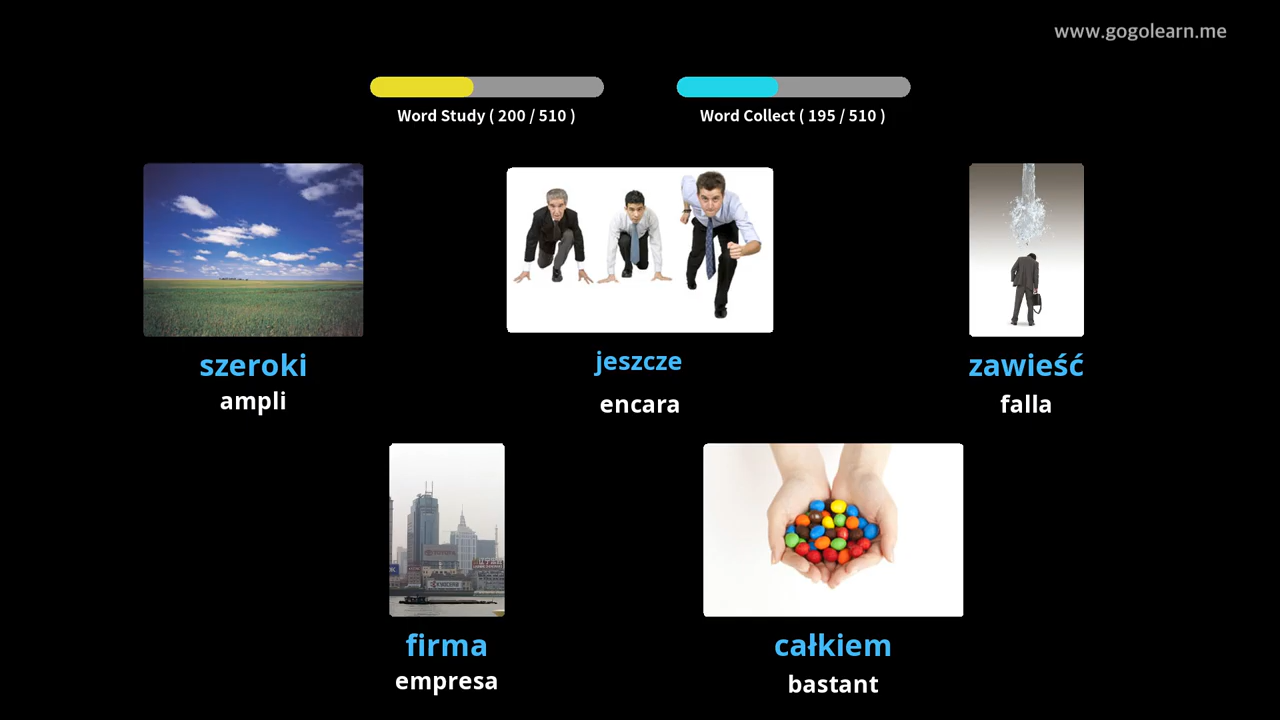 www.gogolearn.me
Word Study ( 200 / 510 )
Word Collect ( 195 / 510 )
szeroki
ampli
jeszcze
encara
zawieść
falla
firma
empresa
całkiem
bastant